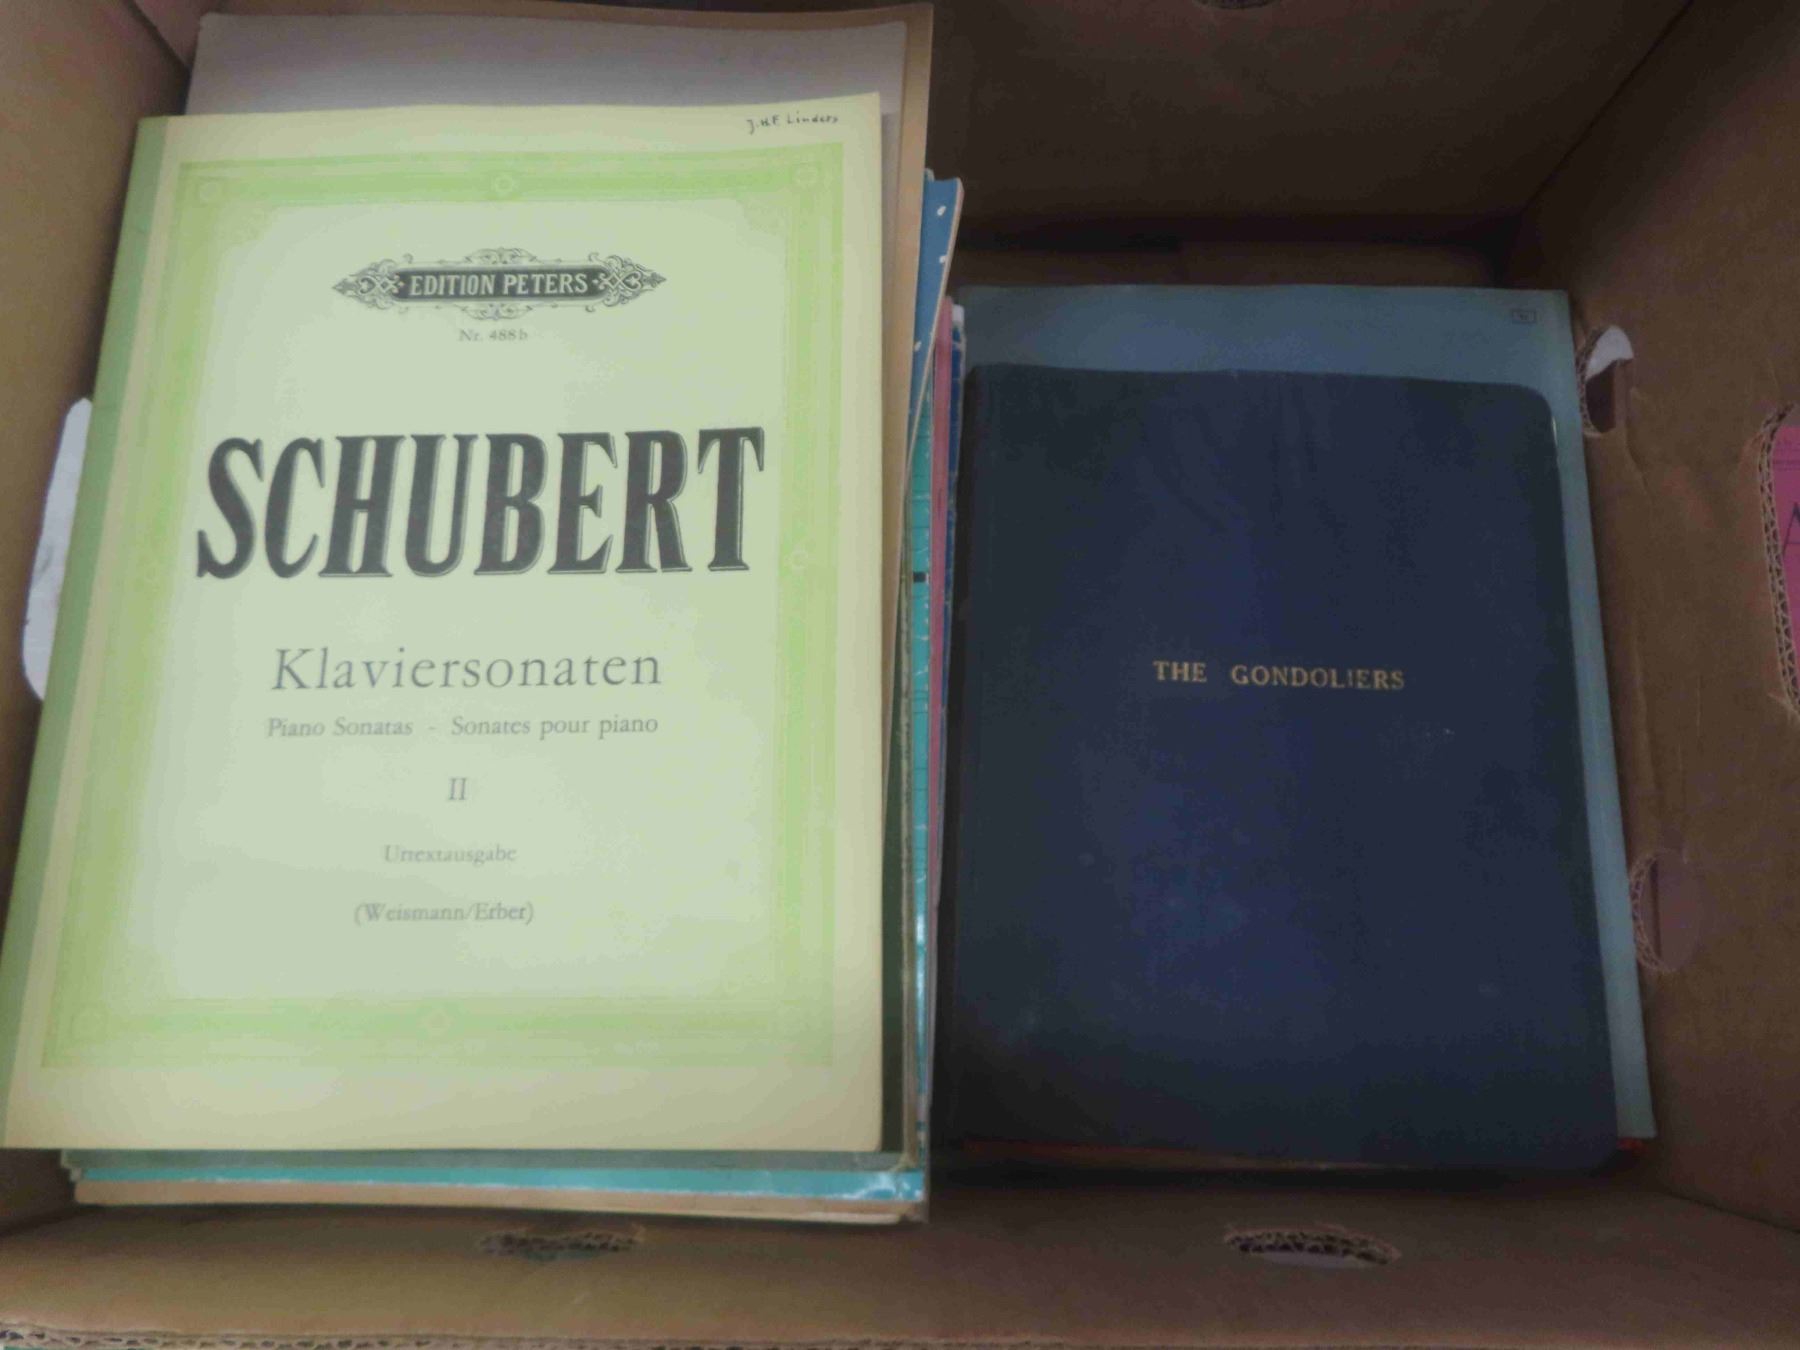 J.H.F. Linders
EDITION PETERS
Nr. 488b
SCHUBERT
Klaviersonaten
Piano Sonatas - Sonates pour piano
II
Urtextausgabe
(Weismann/Erber)
THE GONDOLIERS